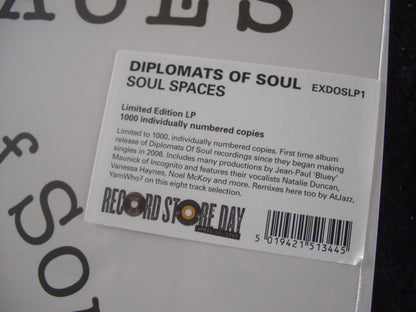 ACES
& SOU
DIPLOMATS OF SOUL EXDOSLP1
SOUL SPACES
Limited Edition LP
1000 individually numbered copies
Limited to 1000, individually numbered copies. First time album
release of Diplomats Of Soul recordings since they began making
singles in 2006. Includes many productions by Jean-Paul 'Bluey'
Maunick of Incognito and features their vocalists Natalie Duncan,
Vanessa Haynes, Noel McKoy and more. Remixes here too by AtJazz,
YamWho? on this eight track selection.
RECORD STORE DAY
5 019421 513445